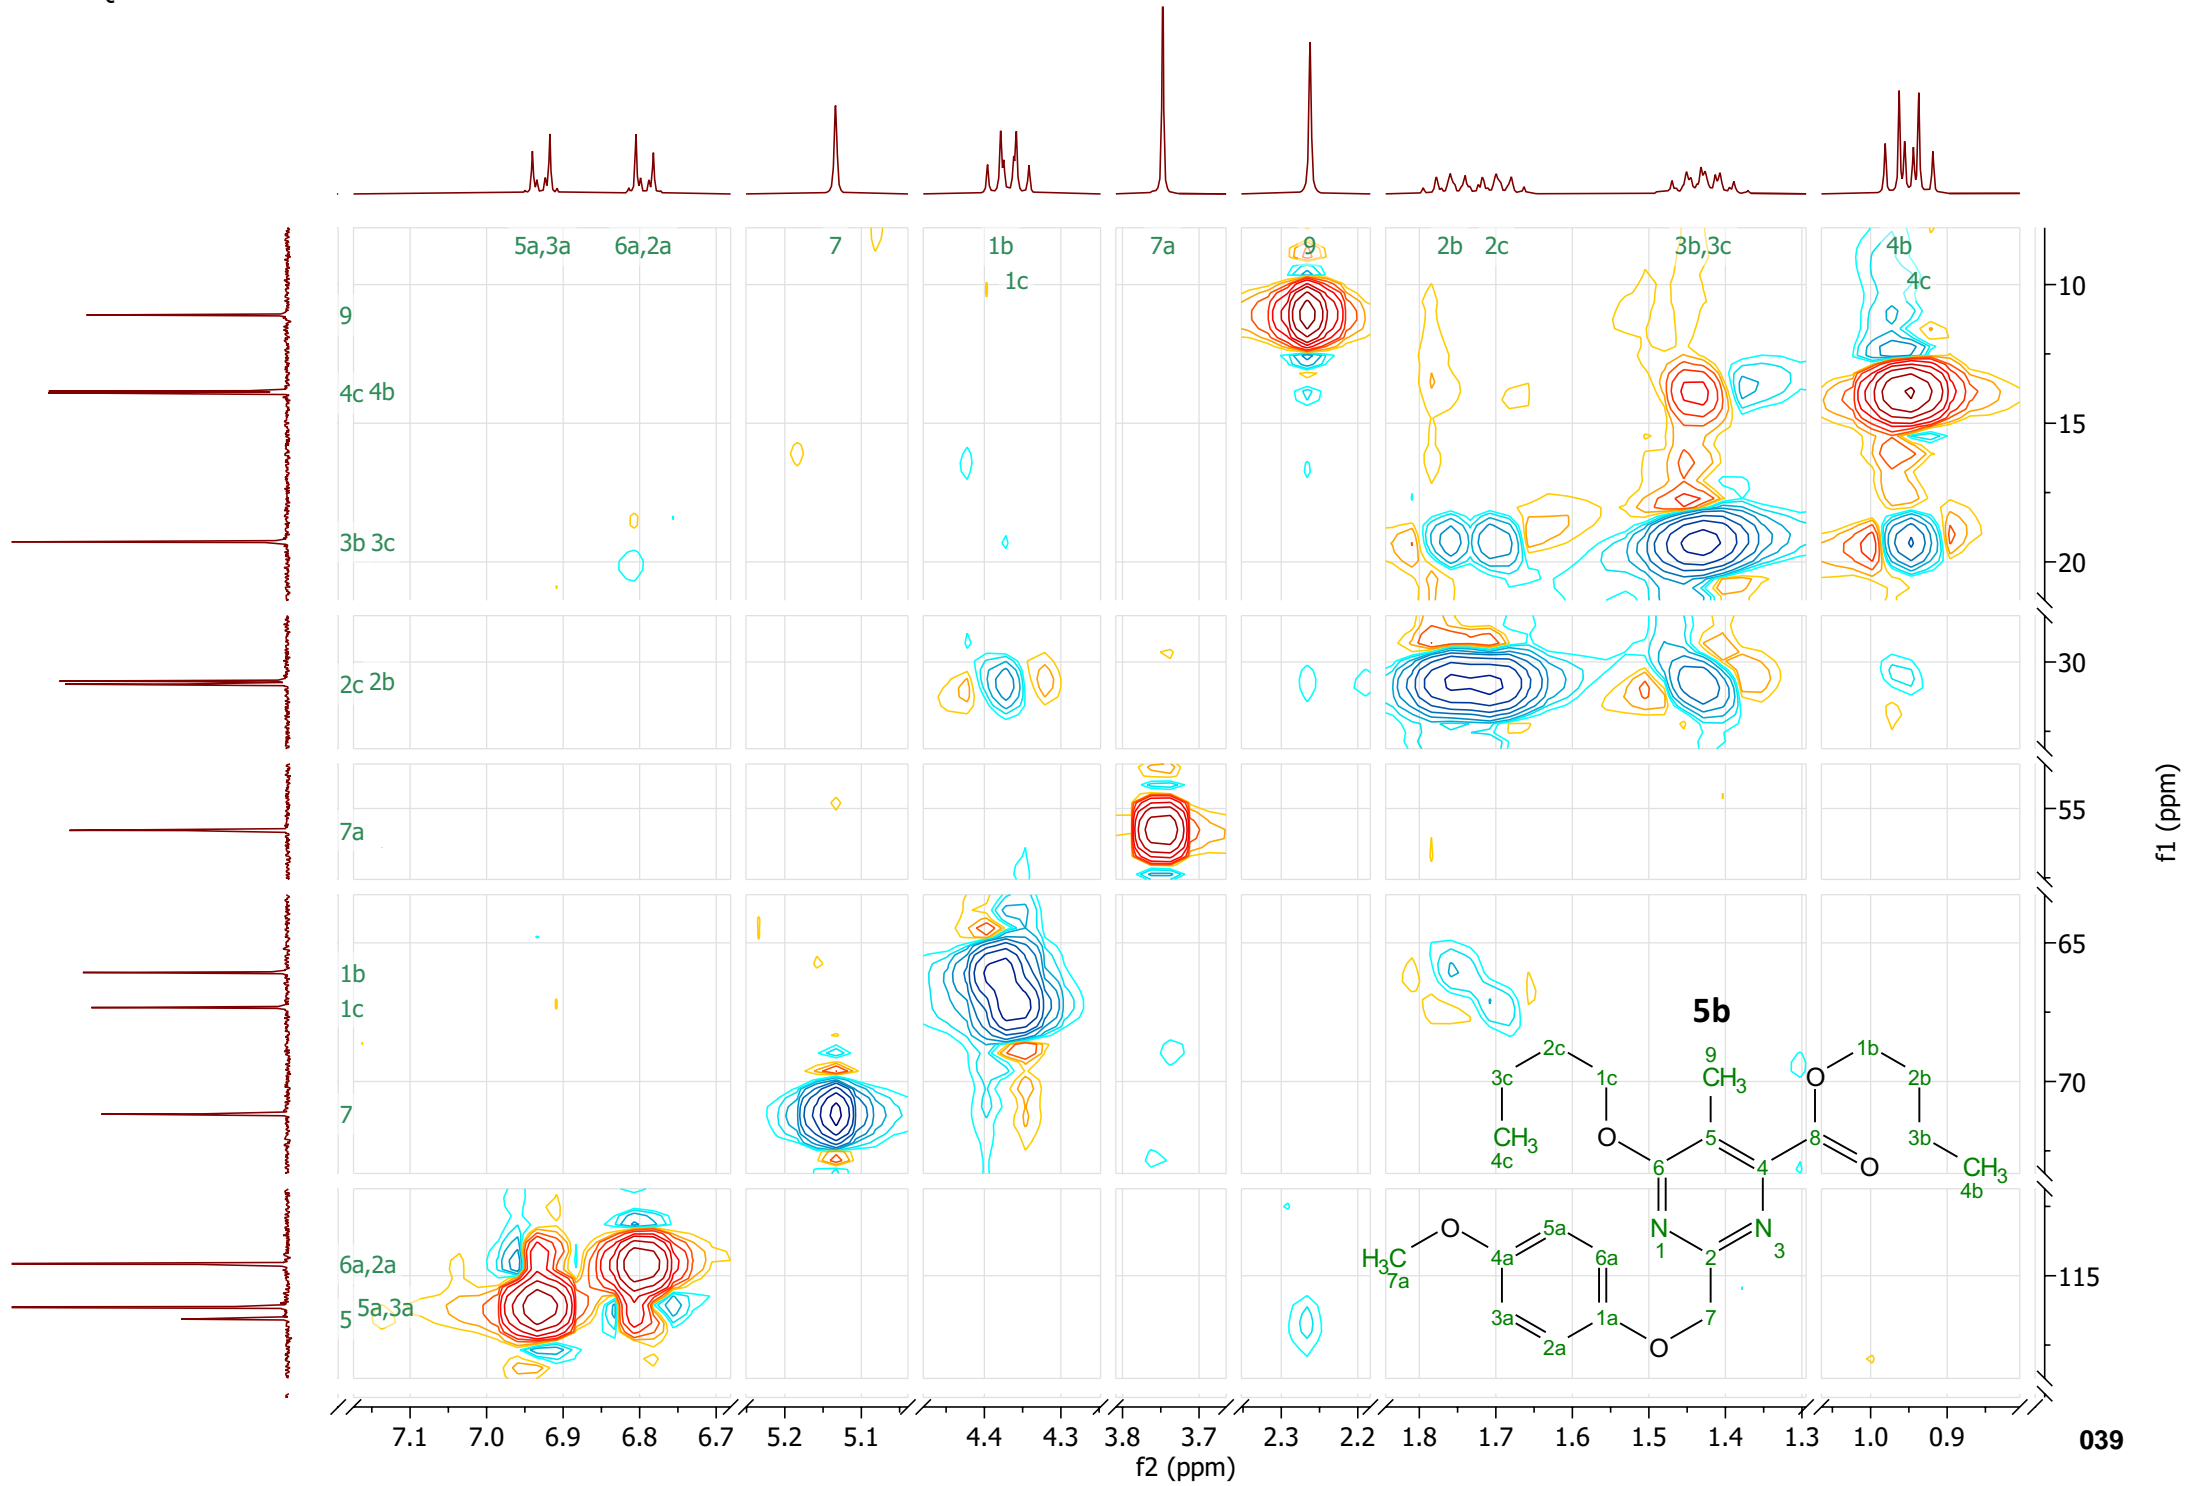 5a,3a 6a,2a 7 1b 7a 9 2b 2c 3b,3c 4b
1c 4c
10
9
4c 4b
15
3b 3c
20
30
2c 2b
55
7a
f1 (ppm)
65
1b
1c
5b
2c 9 1b
3c 1c CH3 O 2b
70
7
CH3 O 5 8 3b
4c 6 4 O CH3
4b
O 5a N N
H3C 4a 6a 1 2 3
7a
6a,2a
115
5a,3a
5
3a 1a 7
2a O
7.1 7.0 6.9 6.8 6.7 5.2 5.1 4.4 4.3 3.8 3.7 2.3 2.2 1.8 1.7 1.6 1.5 1.4 1.3 1.0 0.9
039
f2 (ppm)